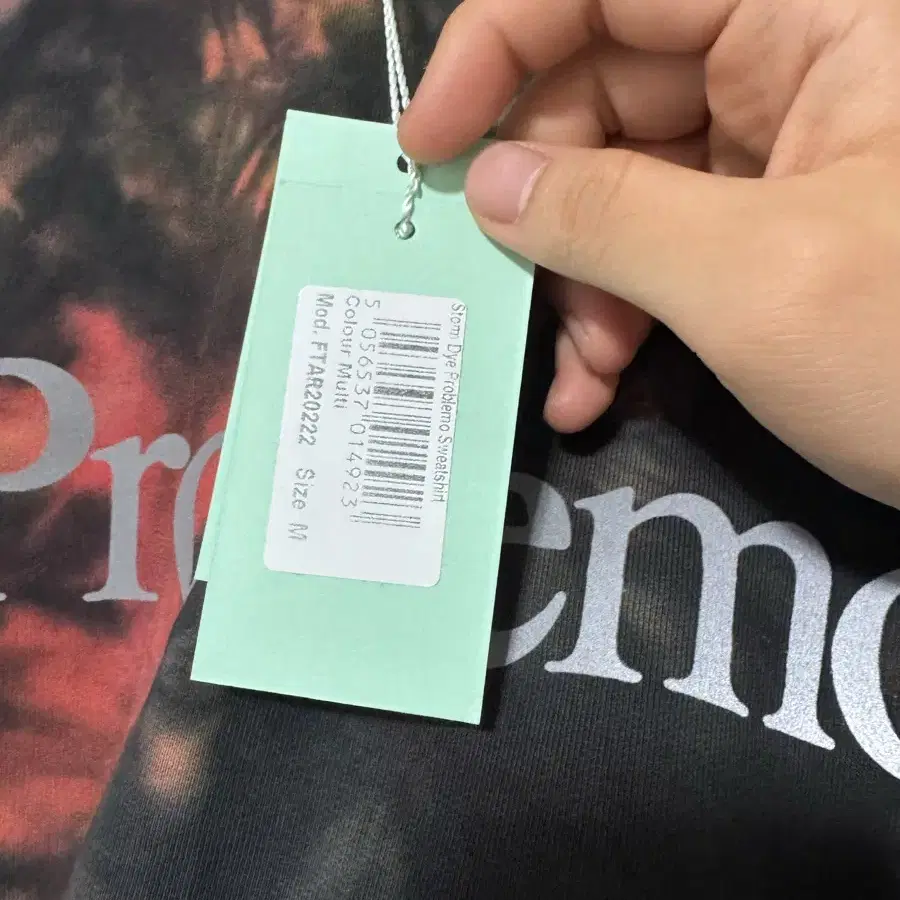 Storm Dye Problemo Sweatshirt
5 056537 014923
Colour Multi
Mod. FTAR20222 Size M
Pro emo